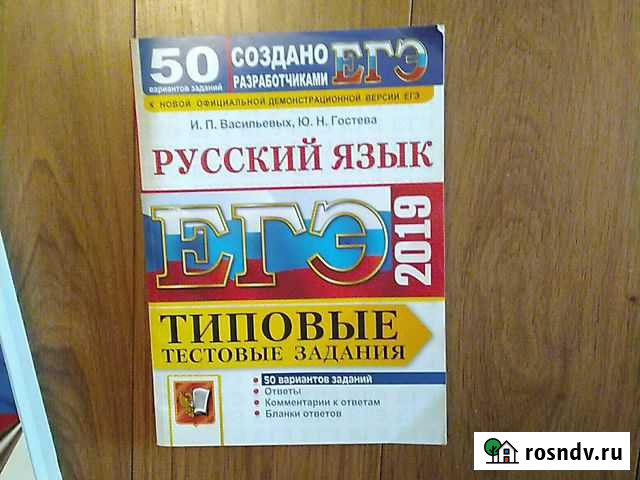 50
вариантов заданий
СОЗДАНО
РАЗРАБОТЧИКАМИ
ЕГЭ
К НОВОЙ ОФИЦИАЛЬНОЙ ДЕМОНСТРАЦИОННОЙ ВЕРСИИ ЕГЭ
И. П. Васильевых, Ю. Н. Гостева
РУССКИЙ ЯЗЫК
ЕГЭ
2019
ТИПОВЫЕ
ТЕСТОВЫЕ ЗАДАНИЯ
• 50 вариантов заданий
• Ответы
• Комментарии к ответам
• Бланки ответов
rosndv.ru